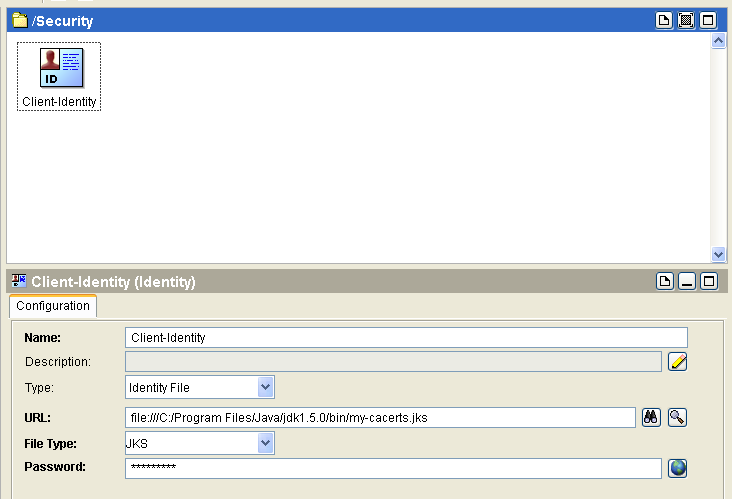 /Security
ID
Client-Identity
Client-Identity (Identity)
Configuration
Name: Client-Identity
Description:
Type: Identity File
URL: file:///C:/Program Files/Java/jdk1.5.0/bin/my-cacerts.jks
File Type: JKS
Password: *********